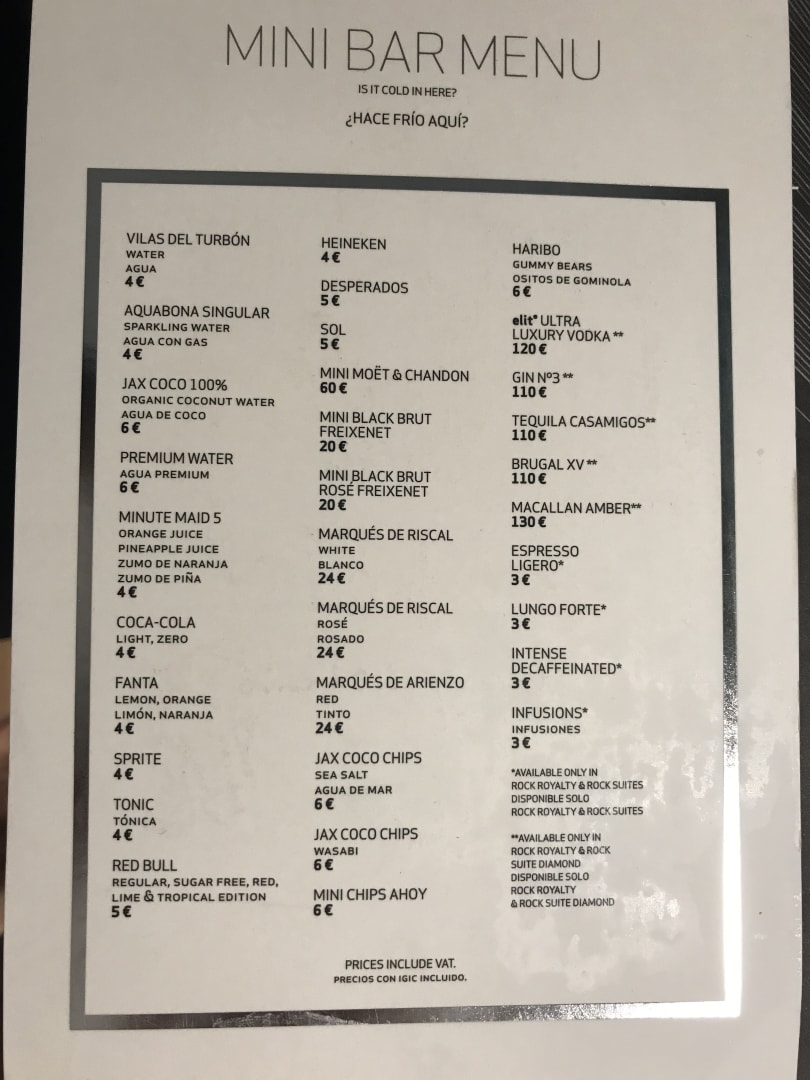 MINI BAR MENU
IS IT COLD IN HERE?
¿HACE FRÍO AQUÍ?
VILAS DEL TURBÓN
WATER
AGUA
4 €
AQUABONA SINGULAR
SPARKLING WATER
AGUA CON GAS
4 €
JAX COCO 100%
ORGANIC COCONUT WATER
AGUA DE COCO
6 €
PREMIUM WATER
AGUA PREMIUM
6 €
MINUTE MAID 5
ORANGE JUICE
PINEAPPLE JUICE
ZUMO DE NARANJA
ZUMO DE PIÑA
4 €
COCA-COLA
LIGHT, ZERO
4 €
FANTA
LEMON, ORANGE
LIMÓN, NARANJA
4 €
SPRITE
4 €
TONIC
TÓNICA
4 €
RED BULL
REGULAR, SUGAR FREE, RED,
LIME & TROPICAL EDITION
5 €
HEINEKEN
4 €
DESPERADOS
5 €
SOL
5 €
MINI MOËT & CHANDON
60 €
MINI BLACK BRUT
FREIXENET
20 €
MINI BLACK BRUT
ROSÉ FREIXENET
20 €
MARQUÉS DE RISCAL
WHITE
BLANCO
24 €
MARQUÉS DE RISCAL
ROSÉ
ROSADO
24 €
MARQUÉS DE ARIENZO
RED
TINTO
24 €
JAX COCO CHIPS
SEA SALT
AGUA DE MAR
6 €
JAX COCO CHIPS
WASABI
6 €
MINI CHIPS AHOY
6 €
HARIBO
GUMMY BEARS
OSITOS DE GOMINOLA
6 €
elit® ULTRA
LUXURY VODKA **
120 €
GIN Nº3 **
110 €
TEQUILA CASAMIGOS**
110 €
BRUGAL XV **
110 €
MACALLAN AMBER**
130 €
ESPRESSO
LIGERO*
3 €
LUNGO FORTE*
3 €
INTENSE
DECAFFEINATED*
3 €
INFUSIONS*
INFUSIONES
3 €
*AVAILABLE ONLY IN
ROCK ROYALTY & ROCK SUITES
DISPONIBLE SOLO
ROCK ROYALTY & ROCK SUITES
**AVAILABLE ONLY IN
ROCK ROYALTY & ROCK
SUITE DIAMOND
DISPONIBLE SOLO
ROCK ROYALTY
& ROCK SUITE DIAMOND
PRICES INCLUDE VAT.
PRECIOS CON IGIC INCLUIDO.